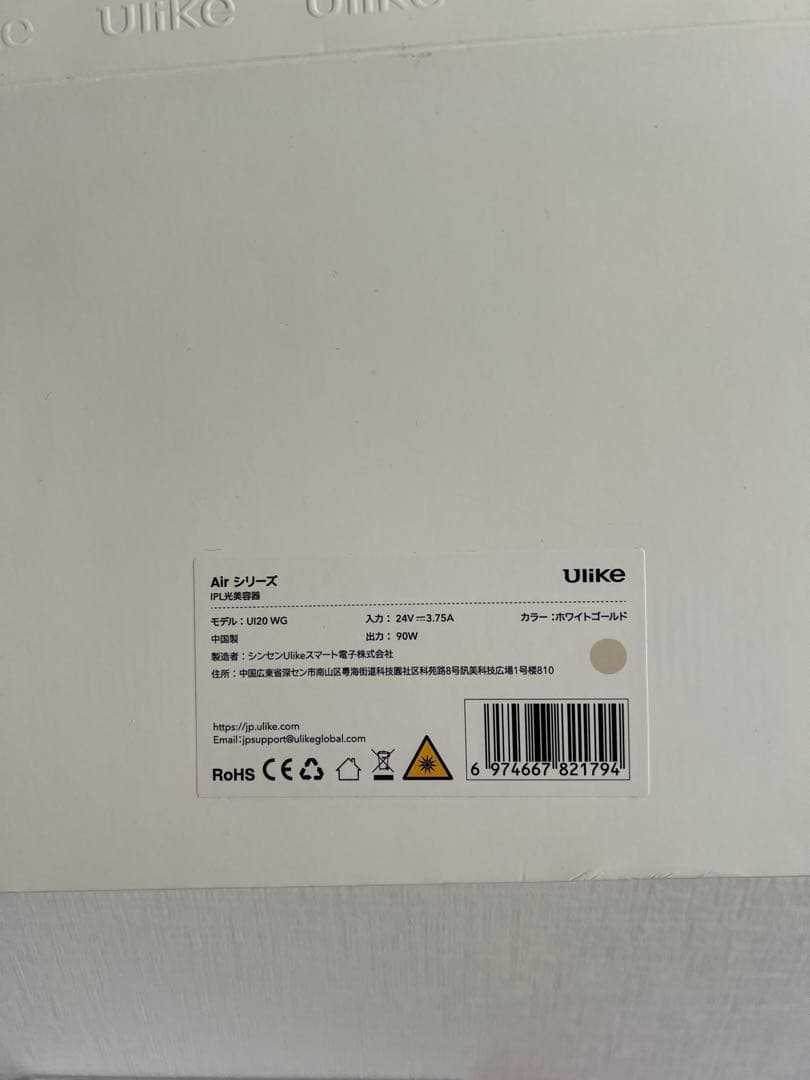 e Ulike Ulike
Air シリーズ
Ulike
IPL光美容器
モデル：UI20 WG
入力： 24V⎓3.75A
カラー：ホワイトゴールド
中国製
出力： 90W
製造者：シンセンUlikeスマート電子株式会社
住所：中国広東省深セン市南山区粤海街道科技園社区科苑路8号訊美科技広場1号楼810
https://jp.ulike.com
Email:jpsupport@ulikeglobal.com
RoHS CE
6 974667 821794